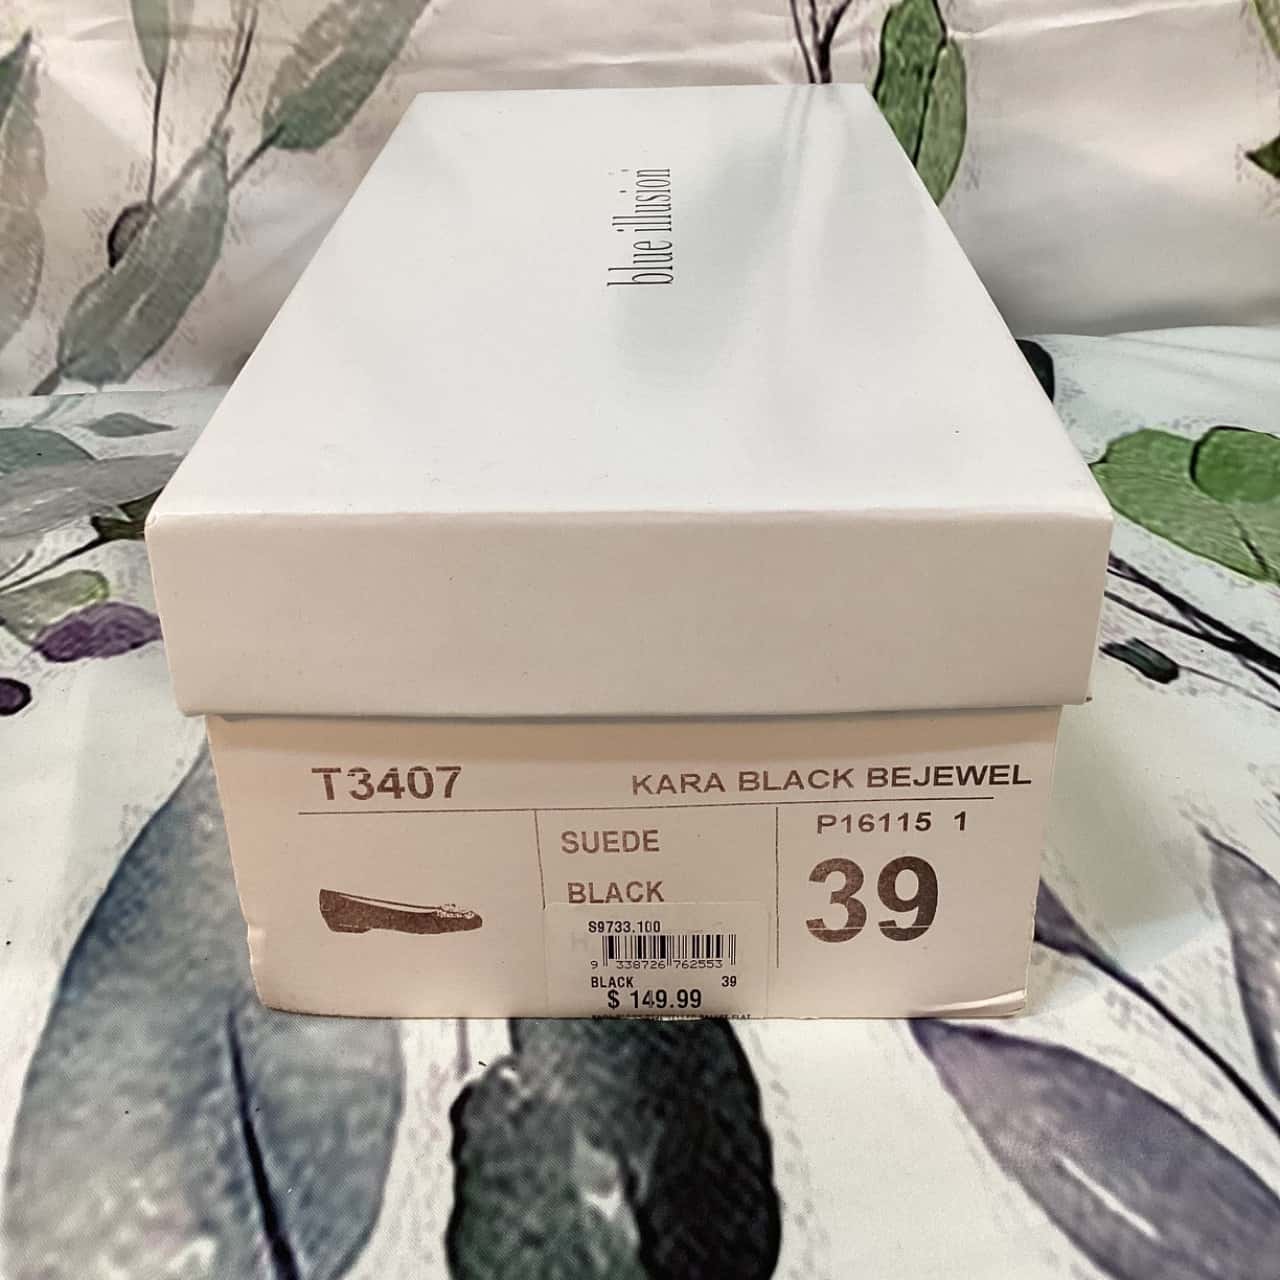 blue illusion
T3407
KARA BLACK BEJEWEL
SUEDE
BLACK
P16115 1
39
S9733.100
9 338726 762553
BLACK 39
$ 149.99